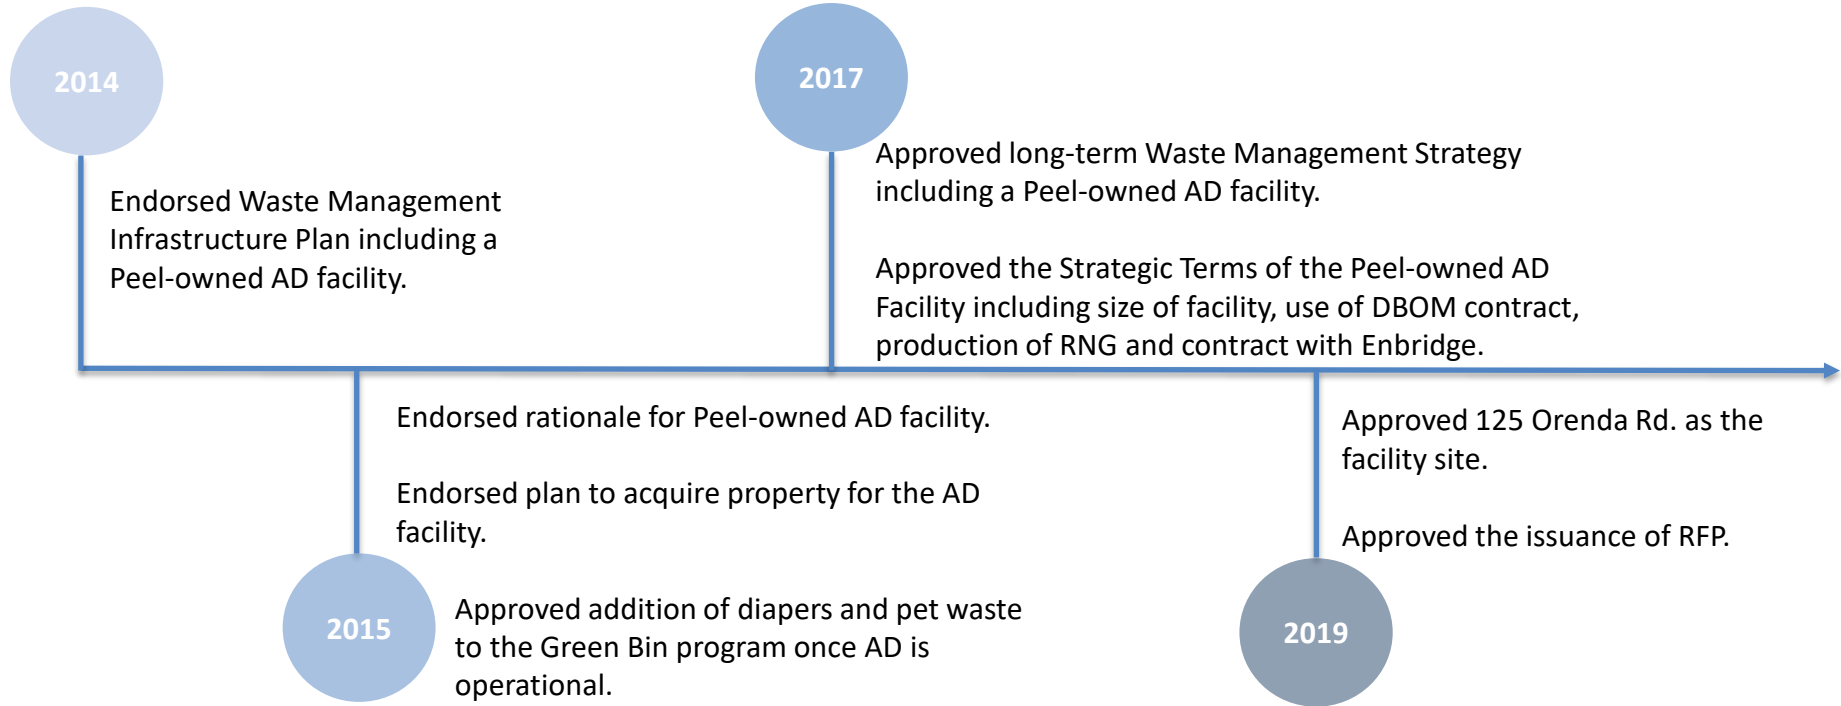 2014
Endorsed Waste Management
Infrastructure Plan including a
Peel-owned AD facility.
2015
Endorsed rationale for Peel-owned AD facility.
Endorsed plan to acquire property for the AD
facility.
Approved addition of diapers and pet waste
to the Green Bin program once AD is
operational.
2017
Approved long-term Waste Management Strategy
including a Peel-owned AD facility.
Approved the Strategic Terms of the Peel-owned AD
Facility including size of facility, use of DBOM contract,
production of RNG and contract with Enbridge.
2019
Approved 125 Orenda Rd. as the
facility site.
Approved the issuance of RFP.